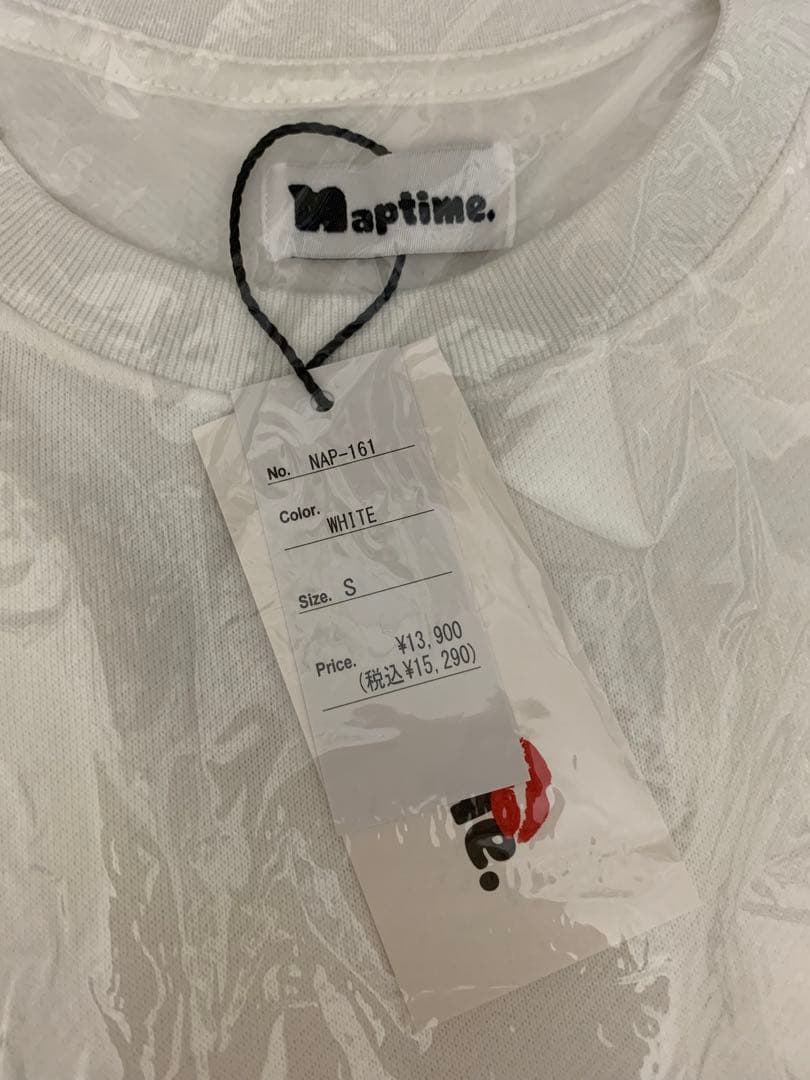 Naptime.
No. NAP-161
Color. WHITE
Size. S
Price. ¥13,900
(税込¥15,290)
e.